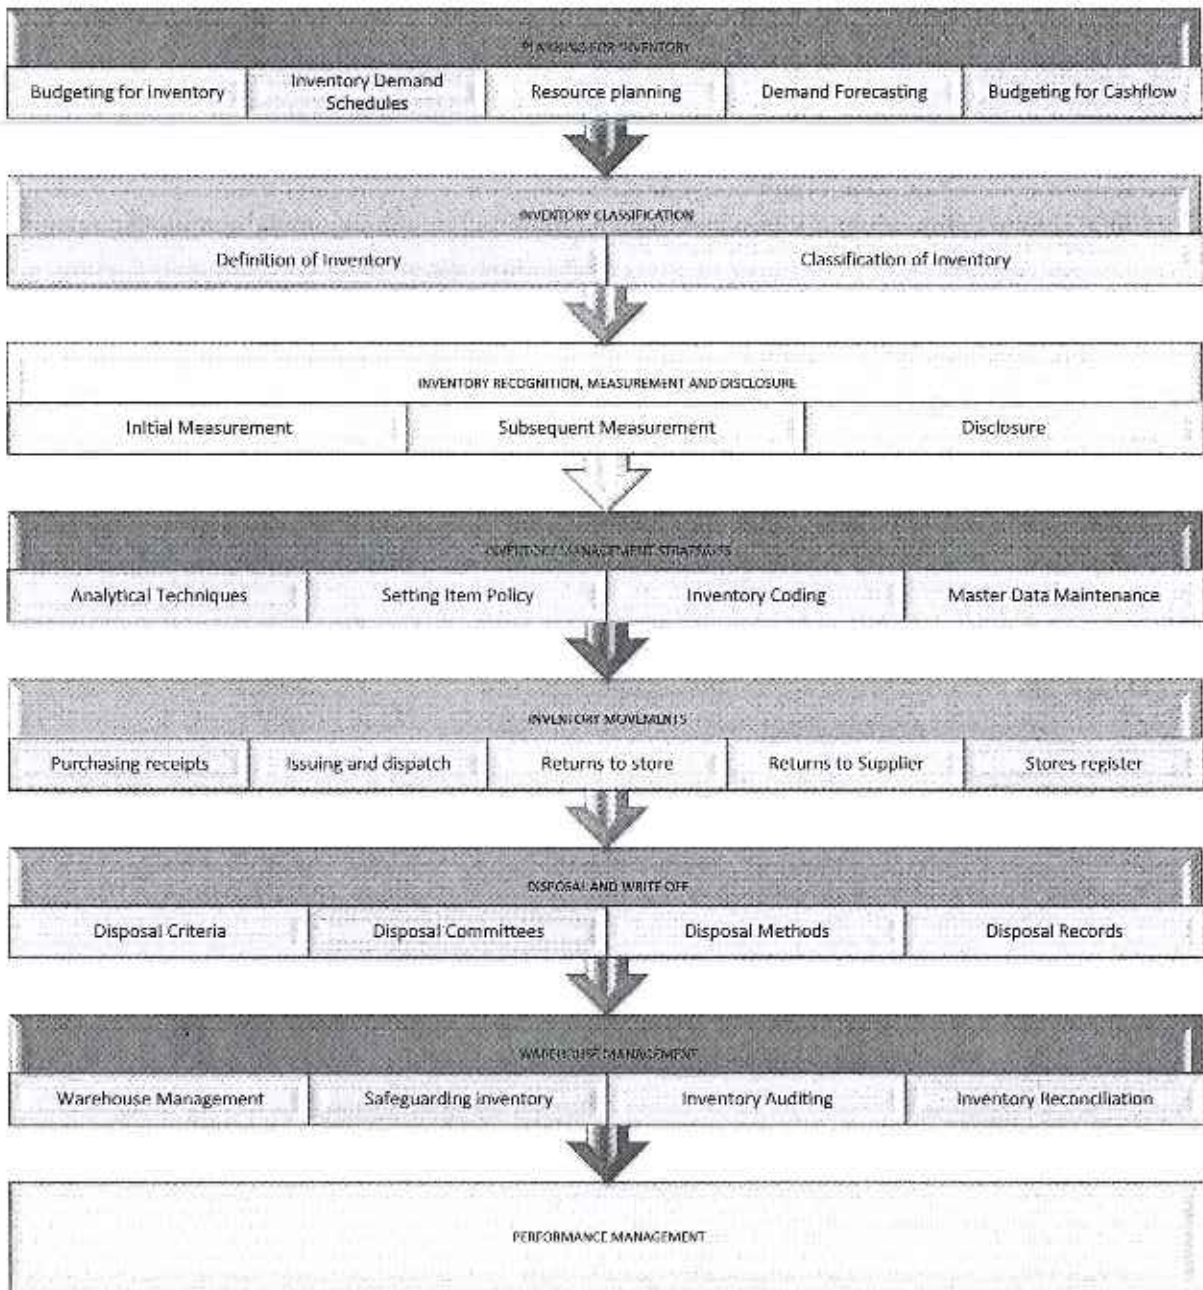 PLANNING FOR INVENTORY
Budgeting for Inventory
Inventory Demand
Schedules
Resource planning
Demand Forecasting
Budgeting for Cashflow
INVENTORY CLASSIFICATION
Definition of Inventory
Classification of Inventory
INVENTORY RECOGNITION, MEASUREMENT AND DISCLOSURE
Initial Measurement
Subsequent Measurement
Disclosure
INVENTORY MANAGEMENT STRATEGIES
Analytical Techniques
Setting Item Policy
Inventory Coding
Master Data Maintenance
INVENTORY MOVEMENTS
Purchasing receipts
Issuing and dispatch
Returns to store
Returns to Supplier
Stores register
DISPOSAL AND WRITE OFF
Disposal Criteria
Disposal Committees
Disposal Methods
Disposal Records
WAREHOUSE MANAGEMENT
Warehouse Management
Safeguarding inventory
Inventory Auditing
Inventory Reconciliation
PERFORMANCE MANAGEMENT